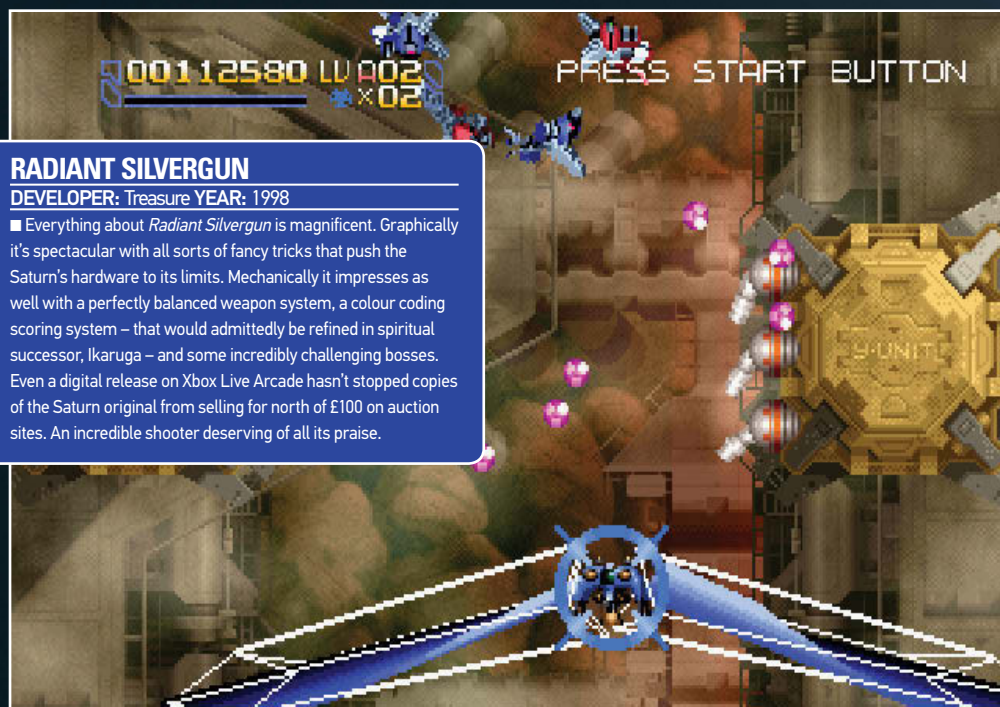 00112580 LV A02
×02
PRESS START BUTTON
RADIANT SILVERGUN
DEVELOPER: Treasure YEAR: 1998
■ Everything about Radiant Silvergun is magnificent. Graphically
it's spectacular with all sorts of fancy tricks that push the
Saturn's hardware to its limits. Mechanically it impresses as
well with a perfectly balanced weapon system, a colour coding
scoring system – that would admittedly be refined in spiritual
successor, Ikaruga – and some incredibly challenging bosses.
Even a digital release on Xbox Live Arcade hasn't stopped copies
of the Saturn original from selling for north of £100 on auction
sites. An incredible shooter deserving of all its praise.